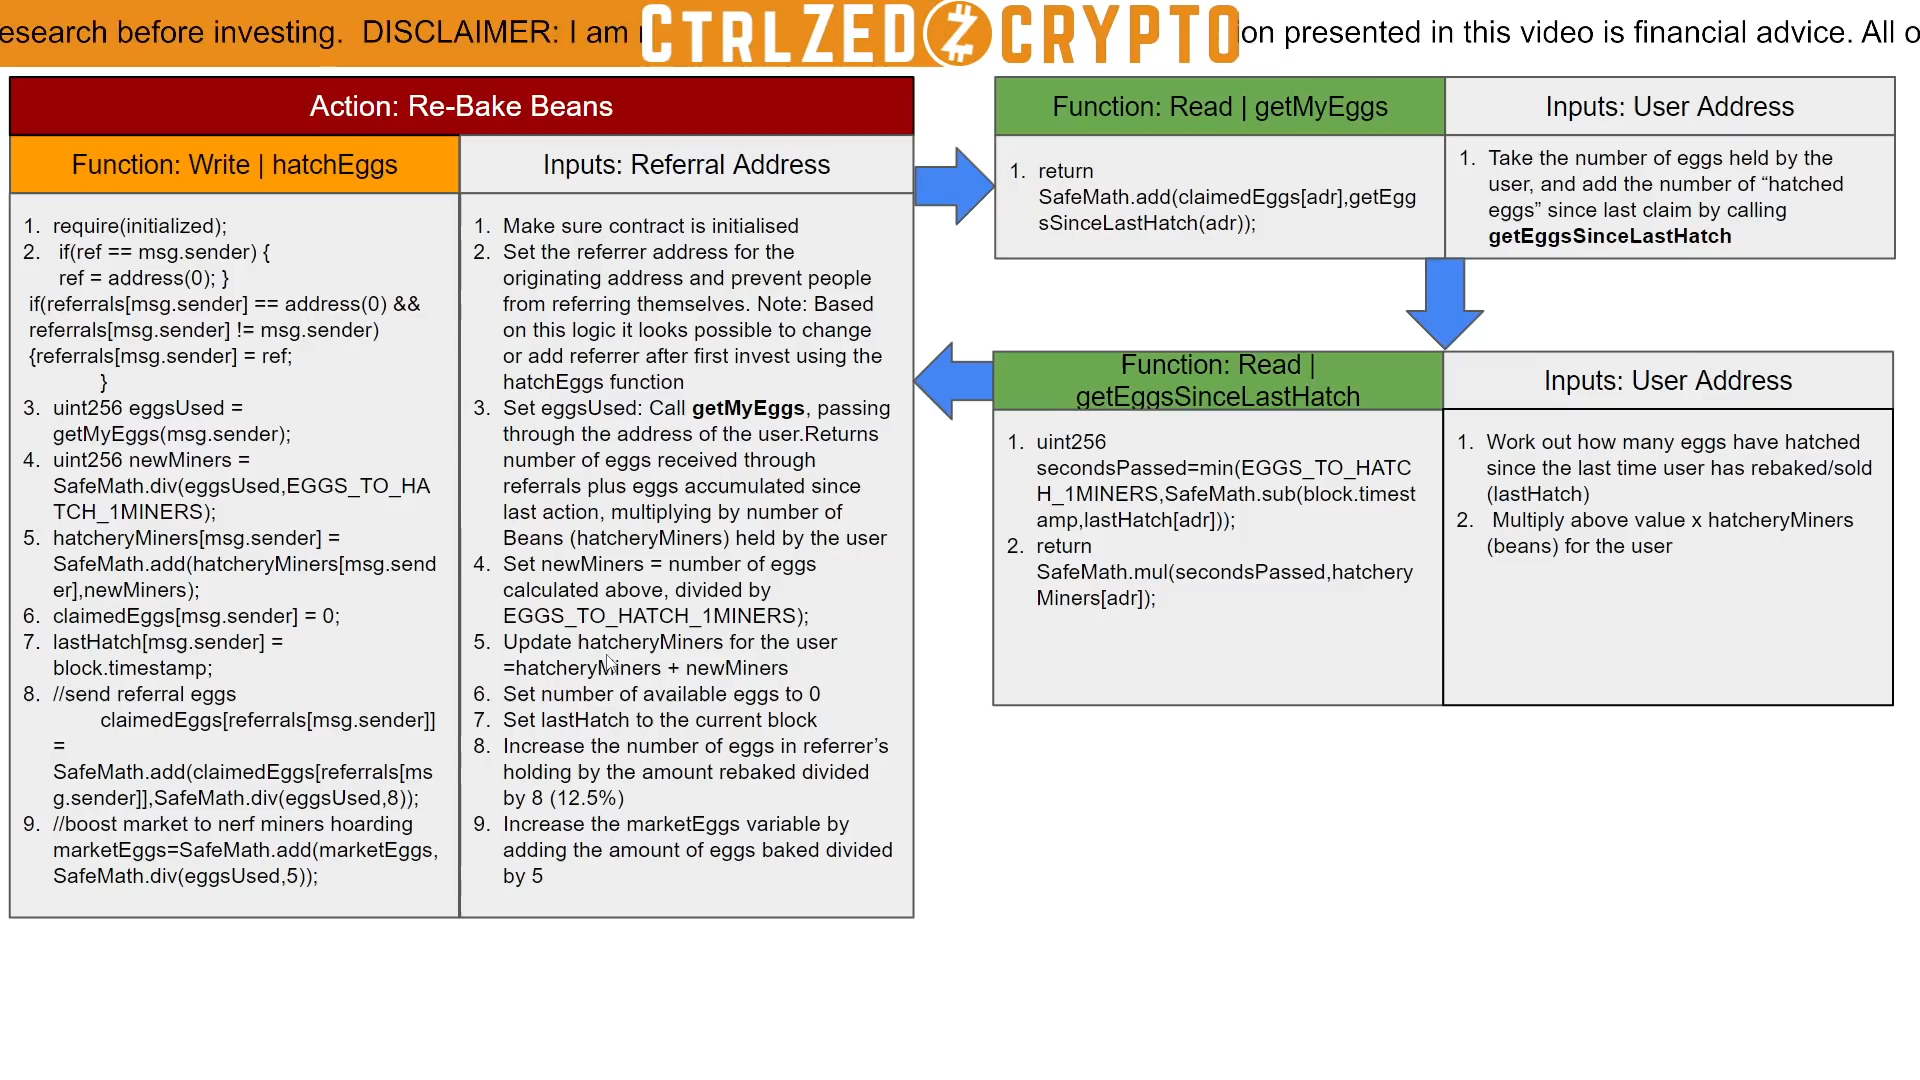 esearch before investing.  DISCLAIMER: I am
CTRLZED CRYPTO
ion presented in this video is financial advice. All o
Action: Re-Bake Beans
Function: Write | hatchEggs
Inputs: Referral Address
1. require(initialized);
2. if(ref == msg.sender) {
ref = address(0); }
if(referrals[msg.sender] == address(0) &&
referrals[msg.sender] != msg.sender)
{referrals[msg.sender] = ref;
}
3. uint256 eggsUsed =
getMyEggs(msg.sender);
4. uint256 newMiners =
SafeMath.div(eggsUsed,EGGS_TO_HA
TCH_1MINERS);
5. hatcheryMiners[msg.sender] =
SafeMath.add(hatcheryMiners[msg.send
er],newMiners);
6. claimedEggs[msg.sender] = 0;
7. lastHatch[msg.sender] =
block.timestamp;
8. //send referral eggs
claimedEggs[referrals[msg.sender]]
=
SafeMath.add(claimedEggs[referrals[ms
g.sender]],SafeMath.div(eggsUsed,8));
9. //boost market to nerf miners hoarding
marketEggs=SafeMath.add(marketEggs,
SafeMath.div(eggsUsed,5));
1. Make sure contract is initialised
2. Set the referrer address for the
originating address and prevent people
from referring themselves. Note: Based
on this logic it looks possible to change
or add referrer after first invest using the
hatchEggs function
3. Set eggsUsed: Call getMyEggs, passing
through the address of the user.Returns
number of eggs received through
referrals plus eggs accumulated since
last action, multiplying by number of
Beans (hatcheryMiners) held by the user
4. Set newMiners = number of eggs
calculated above, divided by
EGGS_TO_HATCH_1MINERS);
5. Update hatcheryMiners for the user
=hatcheryMiners + newMiners
6. Set number of available eggs to 0
7. Set lastHatch to the current block
8. Increase the number of eggs in referrer’s
holding by the amount rebaked divided
by 8 (12.5%)
9. Increase the marketEggs variable by
adding the amount of eggs baked divided
by 5
Function: Read | getMyEggs
Inputs: User Address
1. return
SafeMath.add(claimedEggs[adr],getEgg
sSinceLastHatch(adr));
1. Take the number of eggs held by the
user, and add the number of “hatched
eggs” since last claim by calling
getEggsSinceLastHatch
Function: Read |
getEggsSinceLastHatch
Inputs: User Address
1. uint256
secondsPassed=min(EGGS_TO_HATC
H_1MINERS,SafeMath.sub(block.timest
amp,lastHatch[adr]));
2. return
SafeMath.mul(secondsPassed,hatchery
Miners[adr]);
1. Work out how many eggs have hatched
since the last time user has rebaked/sold
(lastHatch)
2. Multiply above value x hatcheryMiners
(beans) for the user